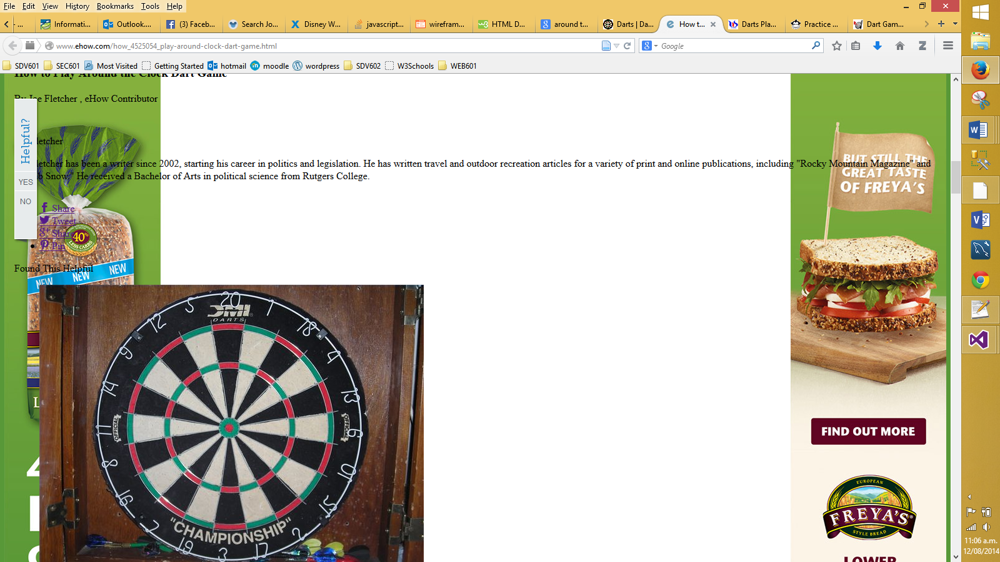 File Edit View History Bookmarks Tools Help
- ... Informati... Outlook.... (3) Faceb... Search Jo... Disney W... javascript... wirefram... HTML D... around t... Darts | Da... How t... Darts Pla... Practice ... Dart Gam...
www.ehow.com/how_4525054_play-around-clock-dart-game.html
Google
SDV601 SEC601 Most Visited Getting Started hotmail moodle wordpress SDV602 W3Schools WEB601
How to Play Around the Clock Dart Game
By Joe Fletcher , eHow Contributor
Helpful?
YES
NO
Fletcher
Fletcher has been a writer since 2002, starting his career in politics and legislation. He has written travel and outdoor recreation articles for a variety of print and online publications, including "Rocky Mountain Magazine" and
Snow." He received a Bachelor of Arts in political science from Rutgers College.
Share
Tweet
Share
Pin
Found This Helpful
40%
LESS CARBS
NEW NEW NEW
DMI
DARTS
20 1 18 4 13 6 10 15 2 17 3 19 7 16 8 11 14 9 12 5
OFFICIAL
OFFICIAL
"CHAMPIONSHIP"
BUT STILL THE
GREAT TASTE
OF FREYA'S
FIND OUT MORE
EUROPEAN
FREYA'S
STYLE BREAD
LOWER
11:06 a.m.
12/08/2014